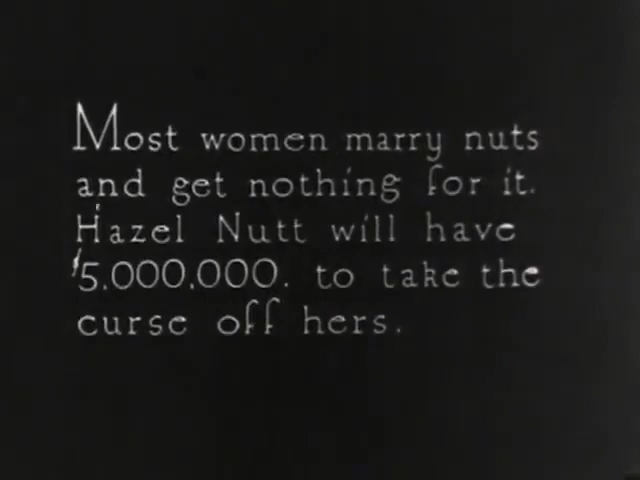 Most women marry nuts
and get nothing for it.
Hazel Nutt will have
$5,000,000. to take the
curse off hers.